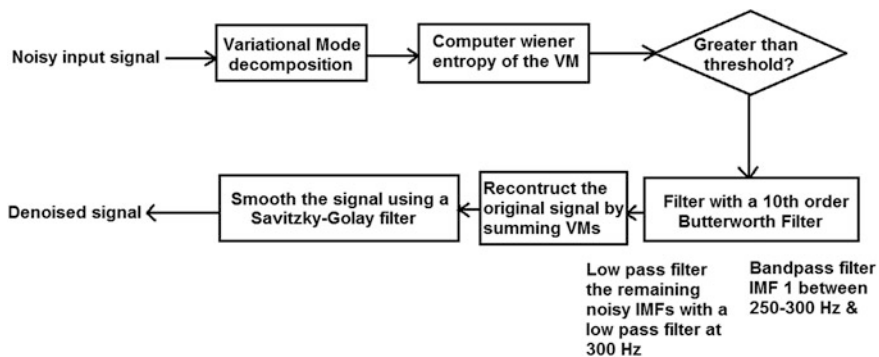 Noisy input signal
Variational Mode
decomposition
Computer wiener
entropy of the VM
Greater than
threshold?
Denoised signal
Smooth the signal using a
Savitzky-Golay filter
Recontruct the
original signal by
summing VMs
Filter with a 10th order
Butterworth Filter
Low pass filter
the remaining
noisy IMFs with a
low pass filter at
300 Hz
Bandpass filter
IMF 1 between
250-300 Hz &